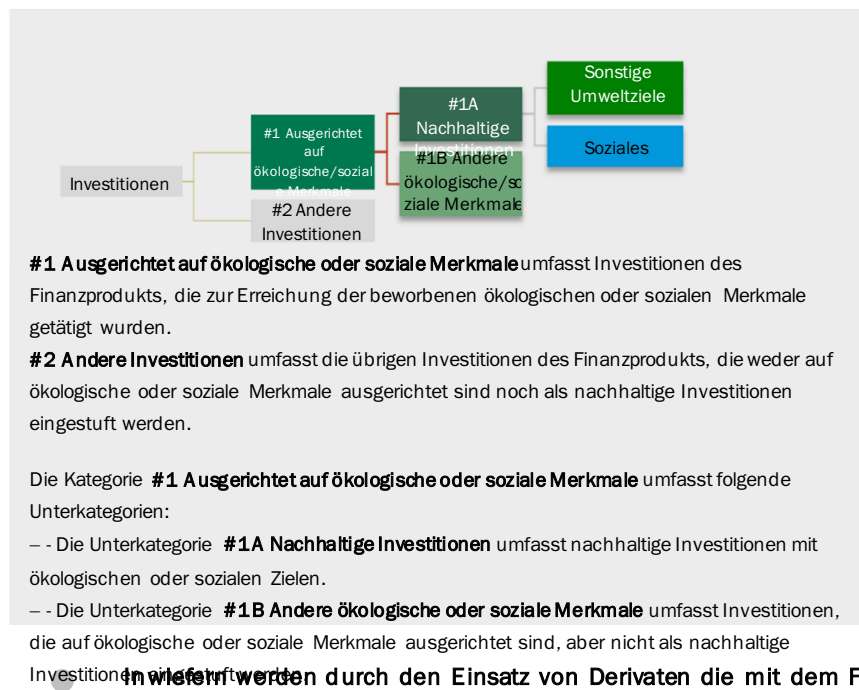 Sonstige
Umweltziele
#1A
Nachhaltige
Investitionen
#1 Ausgerichtet
auf
ökologische/sozial
e Merkmale
#1B Andere
ökologische/so
ziale Merkmale
Soziales
Investitionen
#2 Andere
Investitionen
#1 Ausgerichtet auf ökologische oder soziale Merkmale umfasst Investitionen des
Finanzprodukts, die zur Erreichung der beworbenen ökologischen oder sozialen Merkmale
getätigt wurden.
#2 Andere Investitionen umfasst die übrigen Investitionen des Finanzprodukts, die weder auf
ökologische oder soziale Merkmale ausgerichtet sind noch als nachhaltige Investitionen
eingestuft werden.
Die Kategorie #1 Ausgerichtet auf ökologische oder soziale Merkmale umfasst folgende
Unterkategorien:
– - Die Unterkategorie #1A Nachhaltige Investitionen umfasst nachhaltige Investitionen mit
ökologischen oder sozialen Zielen.
– - Die Unterkategorie #1B Andere ökologische oder soziale Merkmale umfasst Investitionen,
die auf ökologische oder soziale Merkmale ausgerichtet sind, aber nicht als nachhaltige
Investitionen eingestuft werden.
Inwiefern werden durch den Einsatz von Derivaten die mit dem F